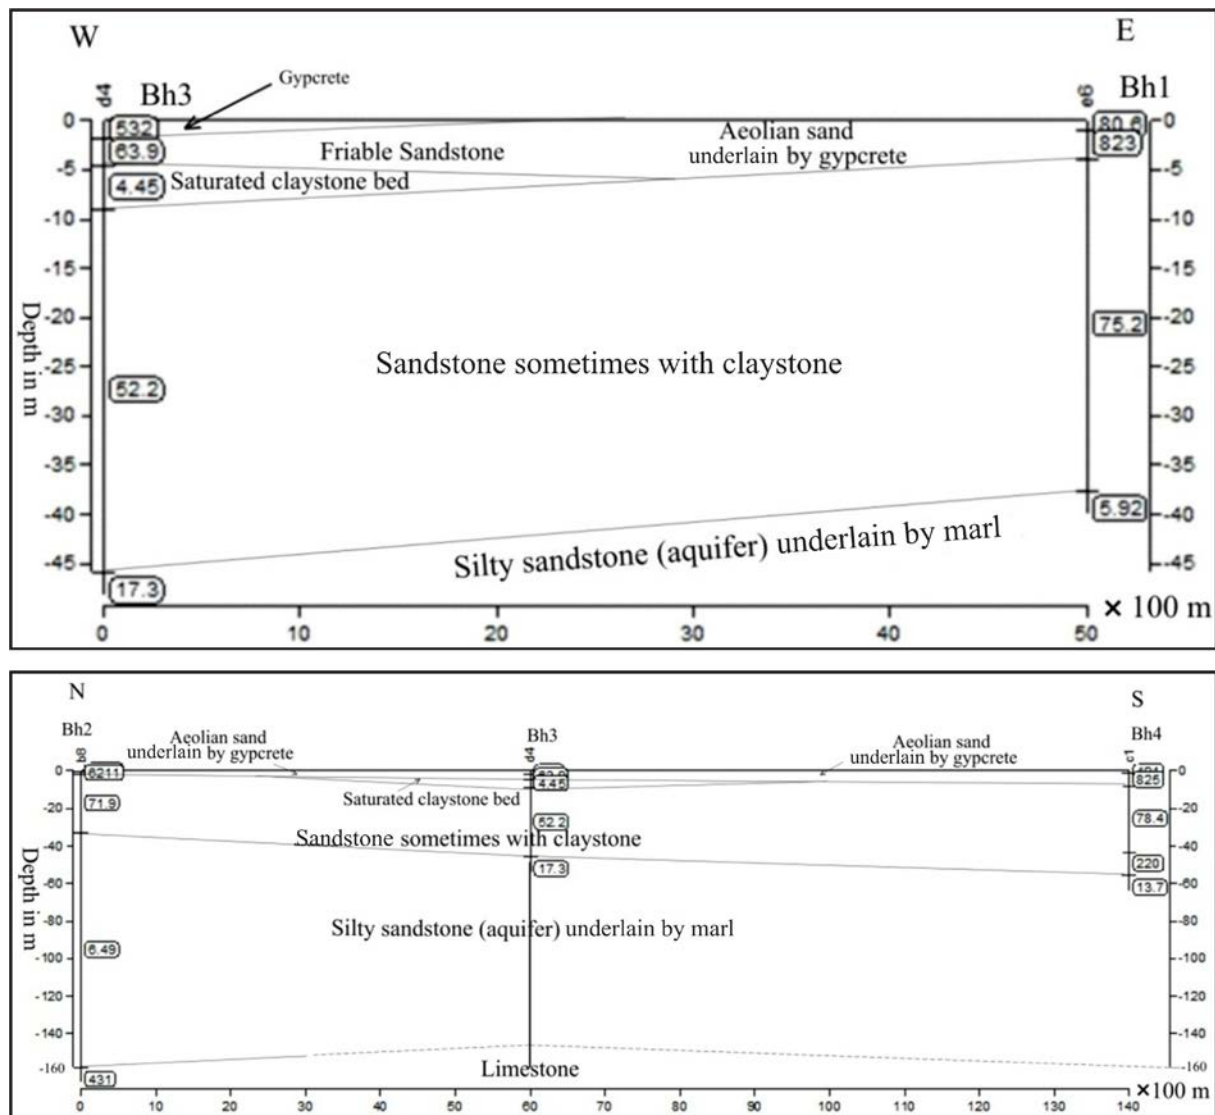 W
E
d4
Bh3
Gypcrete
e6
Bh1
0
532
80.6
0
63.9
Friable Sandstone
Aeolian sand
underlain by gypcrete
823
-5
4.45
Saturated claystone bed
-5
-10
-10
-15
-15
Depth in m
-20
75.2
-20
-25
52.2
Sandstone sometimes with claystone
-25
-30
-30
-35
-35
-40
5.92
-40
-45
17.3
Silty sandstone (aquifer) underlain by marl
-45
0 10 20 30 40 50 × 100 m
N
S
Bh2
Bh3
Bh4
b8
d4
c1
Aeolian sand
underlain by gypcrete
Aeolian sand
underlain by gypcrete
0
6211
4.45
825
0
Saturated claystone bed
71.9
52.2
78.4
-20
-20
Sandstone sometimes with claystone
-40
17.3
220
-40
-60
13.7
-60
Depth in m
-80
Silty sandstone (aquifer) underlain by marl
-80
-100
6.49
-100
-120
-120
-140
-140
-160
431
Limestone
-160
0 10 20 30 40 50 60 70 80 90 100 110 120 130 140 ×100 m